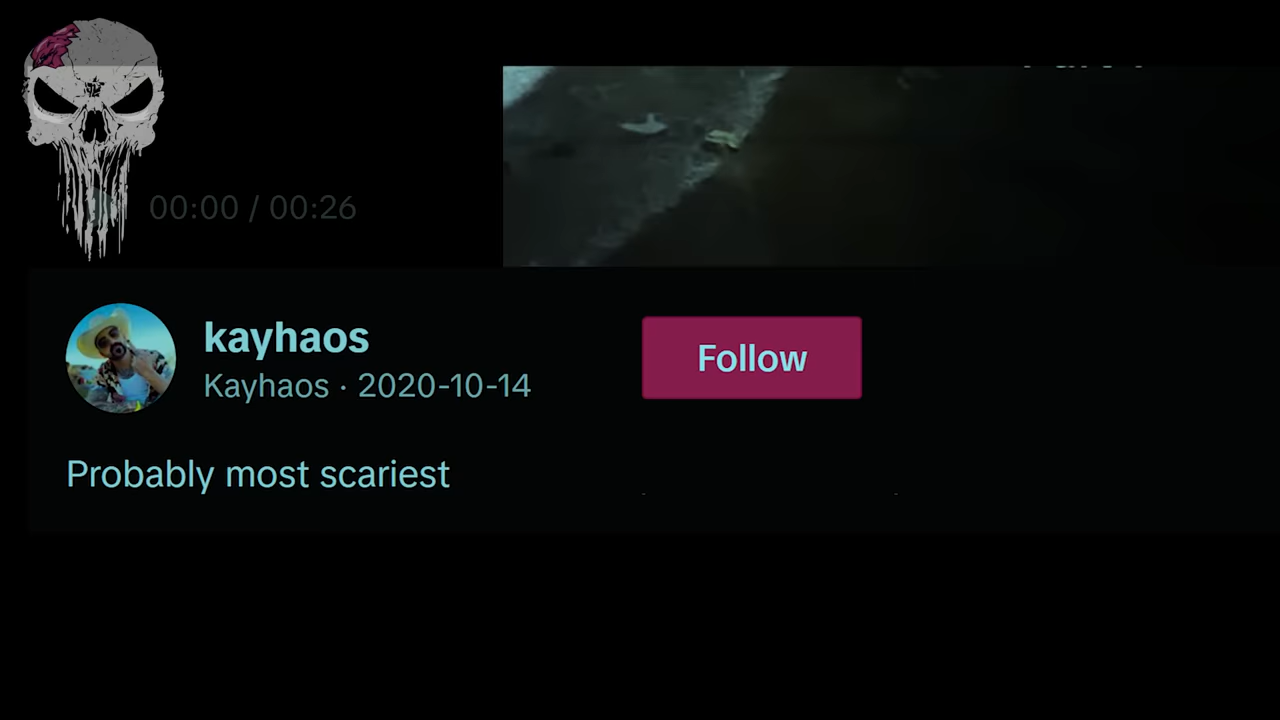 00:00 / 00:26
kayhaos
Kayhaos · 2020-10-14
Follow
Probably most scariest